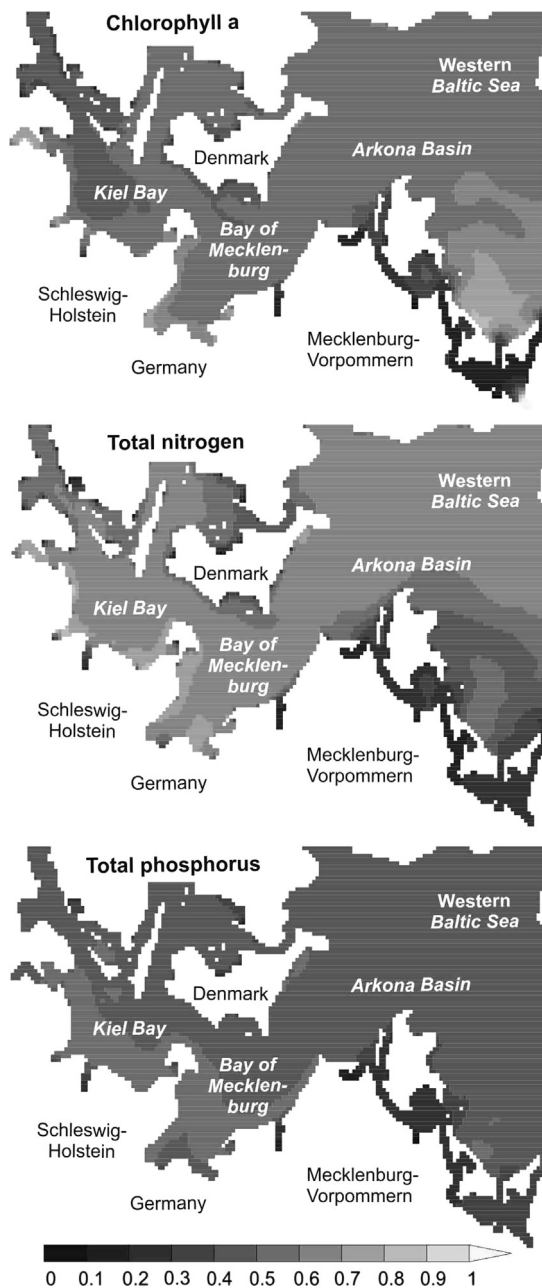 Chlorophyll a
Western
Baltic Sea
Denmark
Arkona Basin
Kiel Bay
Bay of
Mecklen-
burg
Schleswig-
Holstein
Mecklenburg-
Vorpommern
Germany
Total nitrogen
Western
Baltic Sea
Denmark
Arkona Basin
Kiel Bay
Bay of
Mecklen-
burg
Schleswig-
Holstein
Mecklenburg-
Vorpommern
Germany
Total phosphorus
Western
Baltic Sea
Denmark
Arkona Basin
Kiel Bay
Bay of
Mecklen-
burg
Schleswig-
Holstein
Mecklenburg-
Vorpommern
Germany
0 0.1 0.2 0.3 0.4 0.5 0.6 0.7 0.8 0.9 1